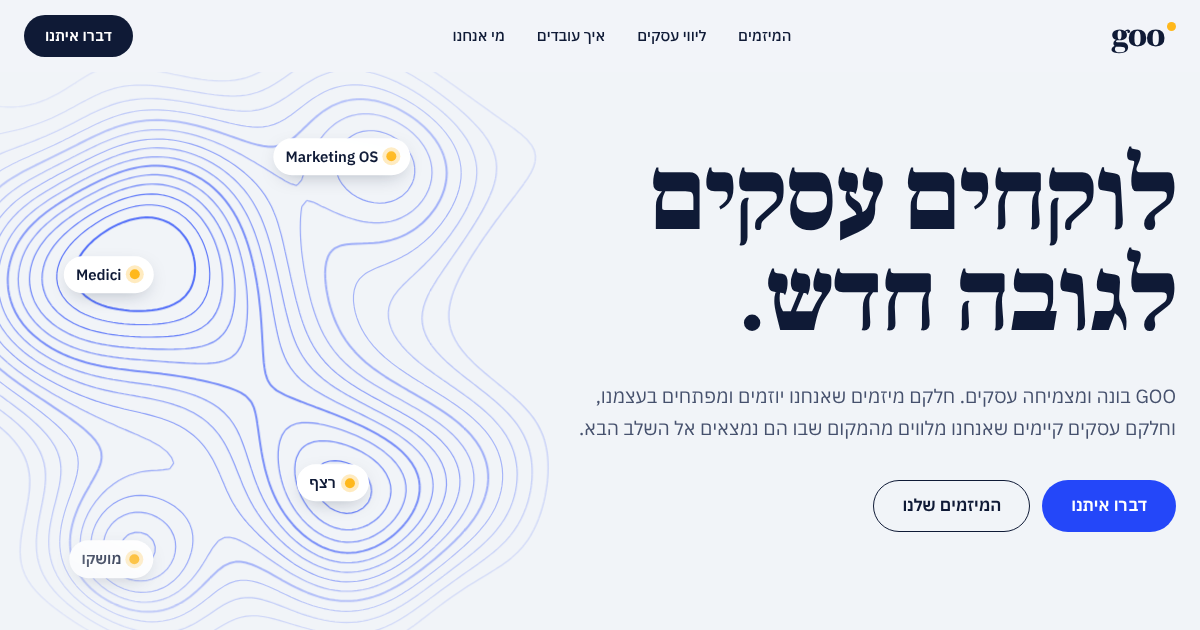 goo
המיזמים
ליווי עסקים
איך עובדים
מי אנחנו
דברו איתנו
לוקחים עסקים
לגובה חדש.
GOO בונה ומצמיחה עסקים. חלקם מיזמים שאנחנו יוזמים ומפתחים בעצמנו,
וחלקם עסקים קיימים שאנחנו מלווים מהמקום שבו הם נמצאים אל השלב הבא.
דברו איתנו
המיזמים שלנו
Marketing OS
Medici
רצף
מושקו